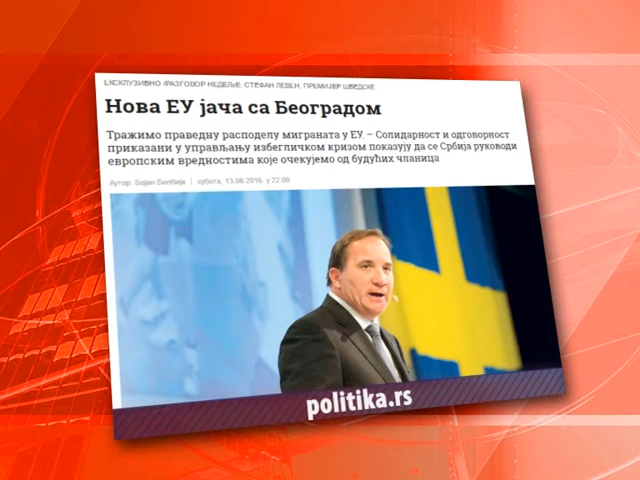 ЕКСКЛУЗИВНО /РАЗГОВОР НЕДЕЉЕ: СТЕФАН ЛЕВЕН, ПРЕМИЈЕР ШВЕДСКЕ
Нова ЕУ јача са Београдом
Тражимо праведну расподелу миграната у ЕУ. – Солидарност и одговорност
приказани у управљању избегличком кризом показују да се Србија руководи
европским вредностима које очекујемо од будућих чланица
Аутор: Бојан Билбија | субота, 13.08.2016. у 22:00
politika.rs